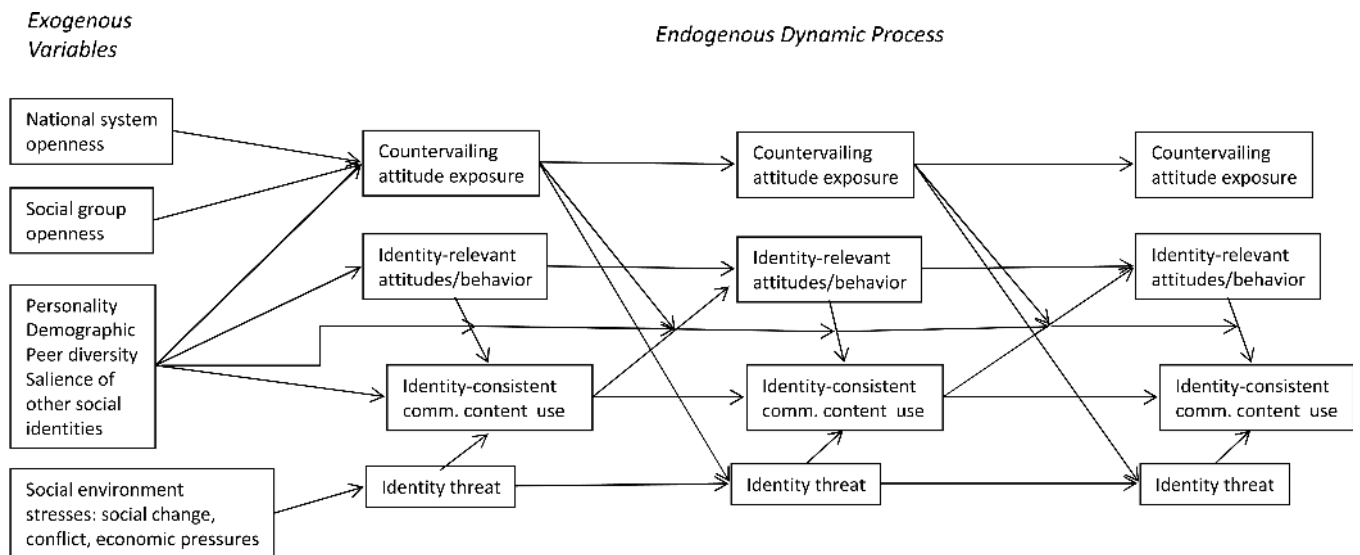 Exogenous
Variables
Endogenous Dynamic Process
National system
openness
Countervailing
attitude exposure
Countervailing
attitude exposure
Countervailing
attitude exposure
Social group
openness
Identity-relevant
attitudes/behavior
Identity-relevant
attitudes/behavior
Identity-relevant
attitudes/behavior
Personality
Demographic
Peer diversity
Salience of
other social
identities
Identity-consistent
comm. content use
Identity-consistent
comm. content use
Identity-consistent
comm. content use
Social environment
stresses: social change,
conflict, economic pressures
Identity threat
Identity threat
Identity threat